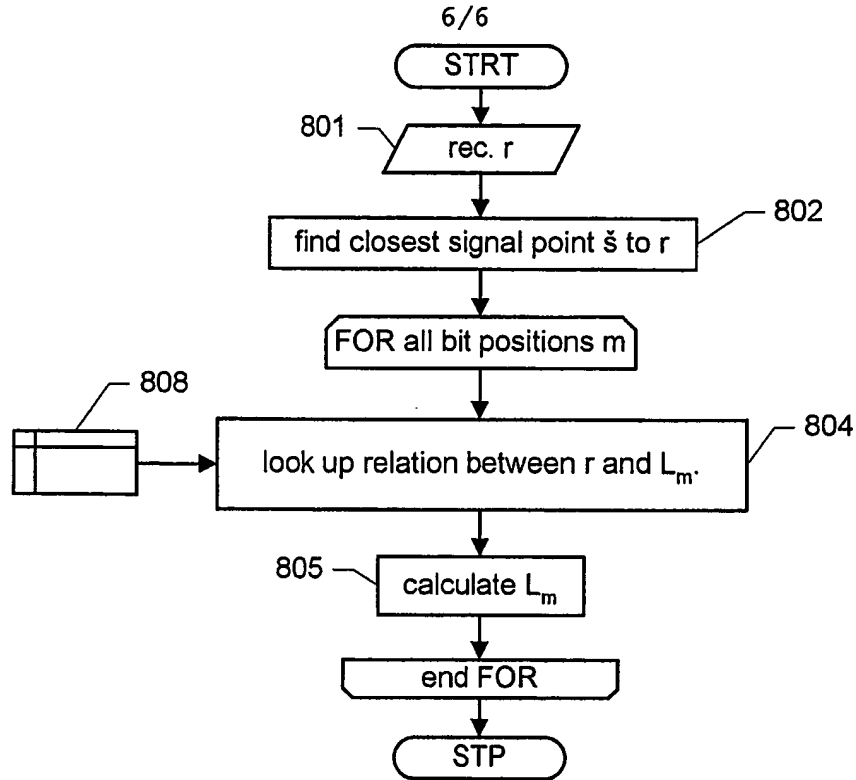 6/6
STRT
801
rec. r
802
find closest signal point š to r
FOR all bit positions m
808
804
look up relation between r and Lm.
805
calculate Lm
end FOR
STP